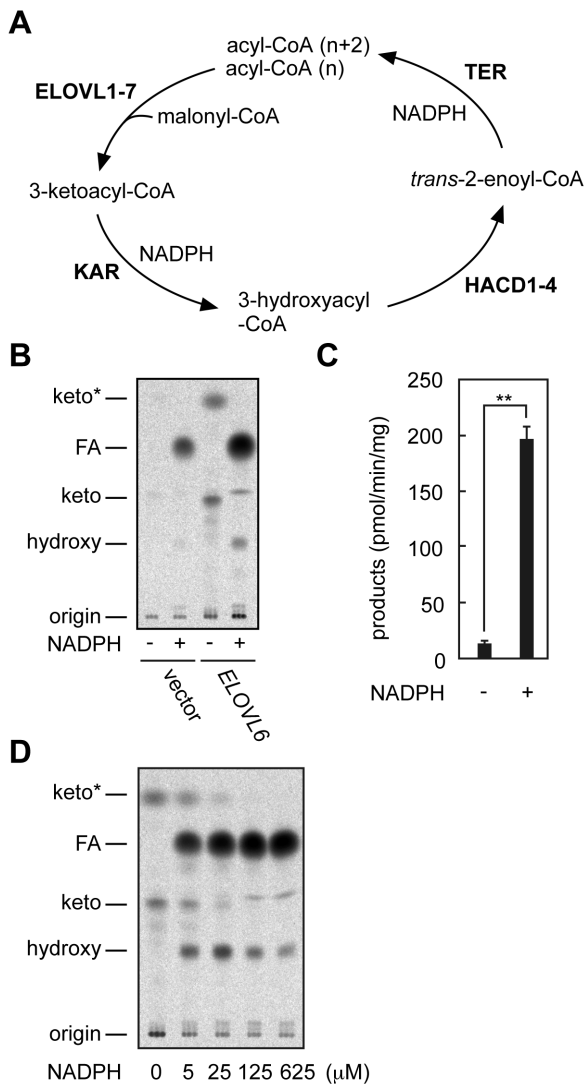 A
acyl-CoA (n+2)
acyl-CoA (n)
TER
ELOVL1-7
NADPH
malonyl-CoA
3-ketoacyl-CoA
trans-2-enoyl-CoA
NADPH
KAR
3-hydroxyacyl
-CoA
HACD1-4
B
keto*
FA
keto
hydroxy
origin
NADPH - + - +
vector
ELOVL6
C
250
200
150
100
50
0
products (pmol/min/mg)
**
NADPH - +
D
keto*
FA
keto
hydroxy
origin
NADPH 0 5 25 125 625 (μM)